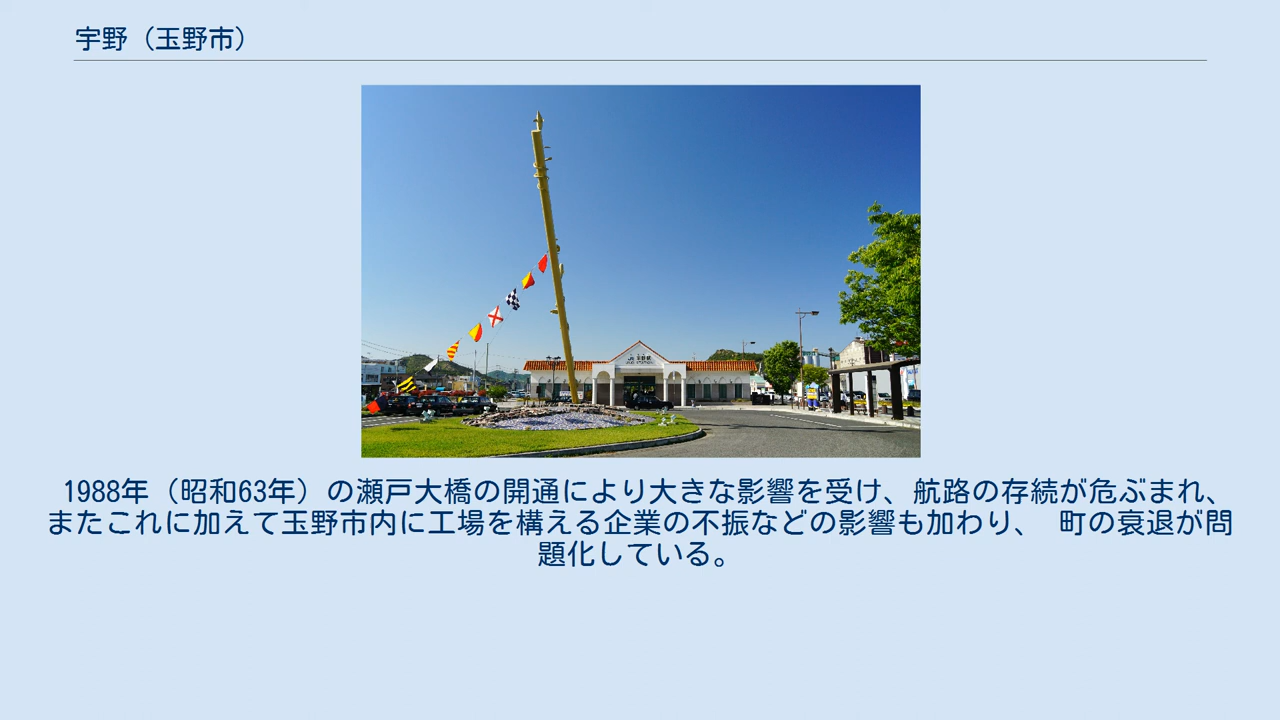 宇野（玉野市）
JR 宇野駅
1988年（昭和63年）の瀬戸大橋の開通により大きな影響を受け、航路の存続が危ぶまれ、
またこれに加えて玉野市内に工場を構える企業の不振などの影響も加わり、 町の衰退が問
題化している。